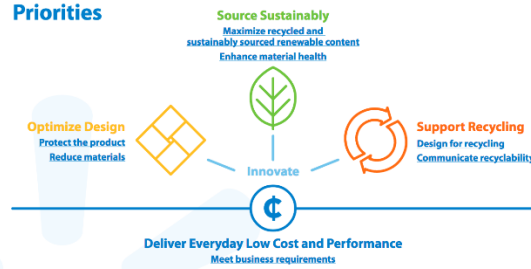 Priorities
Source Sustainably
Maximize recycled and
sustainably sourced renewable content
Enhance material health
Optimize Design
Protect the product
Reduce materials
Support Recycling
Design for recycling
Communicate recyclability
Innovate
¢
Deliver Everyday Low Cost and Performance
Meet business requirements